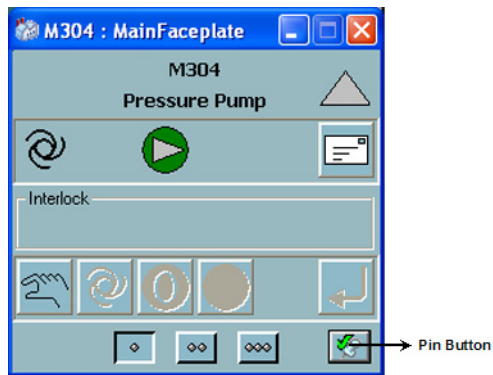 M304 : MainFaceplate
M304
Pressure Pump
Interlock
Pin Button